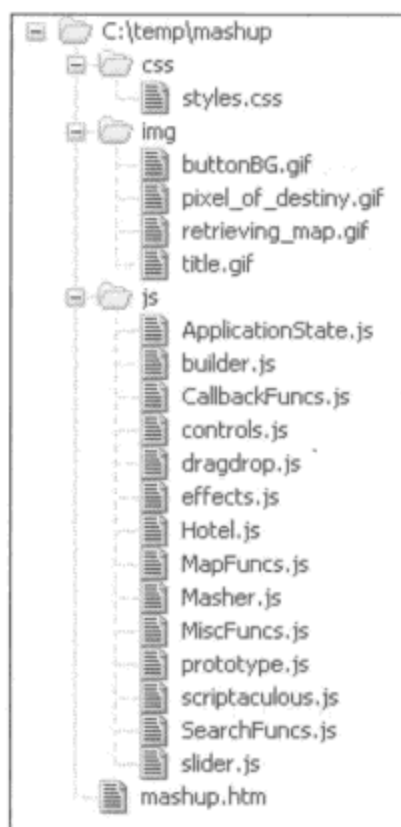 C:\temp\mashup
css
styles.css
img
buttonBG.gif
pixel_of_destiny.gif
retrieving_map.gif
title.gif
js
ApplicationState.js
builder.js
CallbackFuncs.js
controls.js
dragdrop.js
effects.js
Hotel.js
MapFuncs.js
Masher.js
MiscFuncs.js
prototype.js
scriptaculous.js
SearchFuncs.js
slider.js
mashup.htm